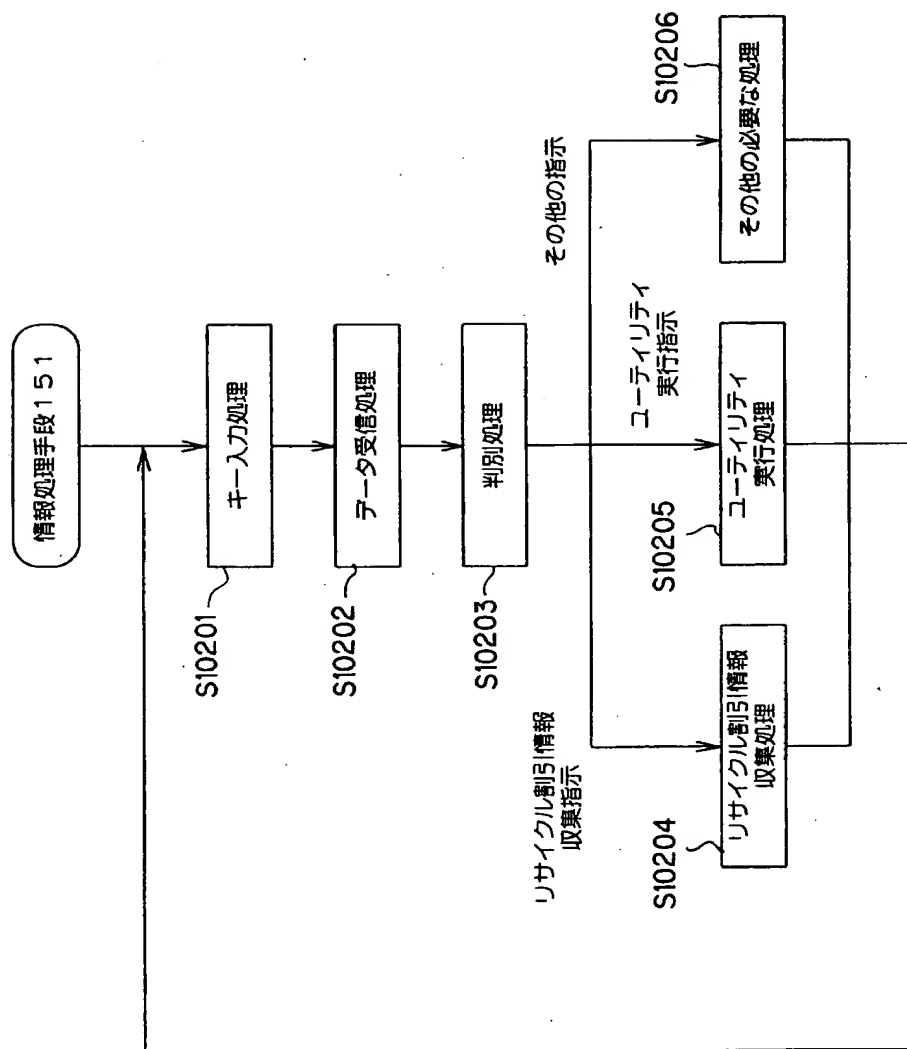 情報処理手段151
キー入力処理
S10201
データ受信処理
S10202
判別処理
S10203
リサイクル割引情報
収集指示
ユーティリティ
実行指示
その他の指示
リサイクル割引情報
収集処理
S10204
ユーティリティ
実行処理
S10205
その他の必要な処理
S10206